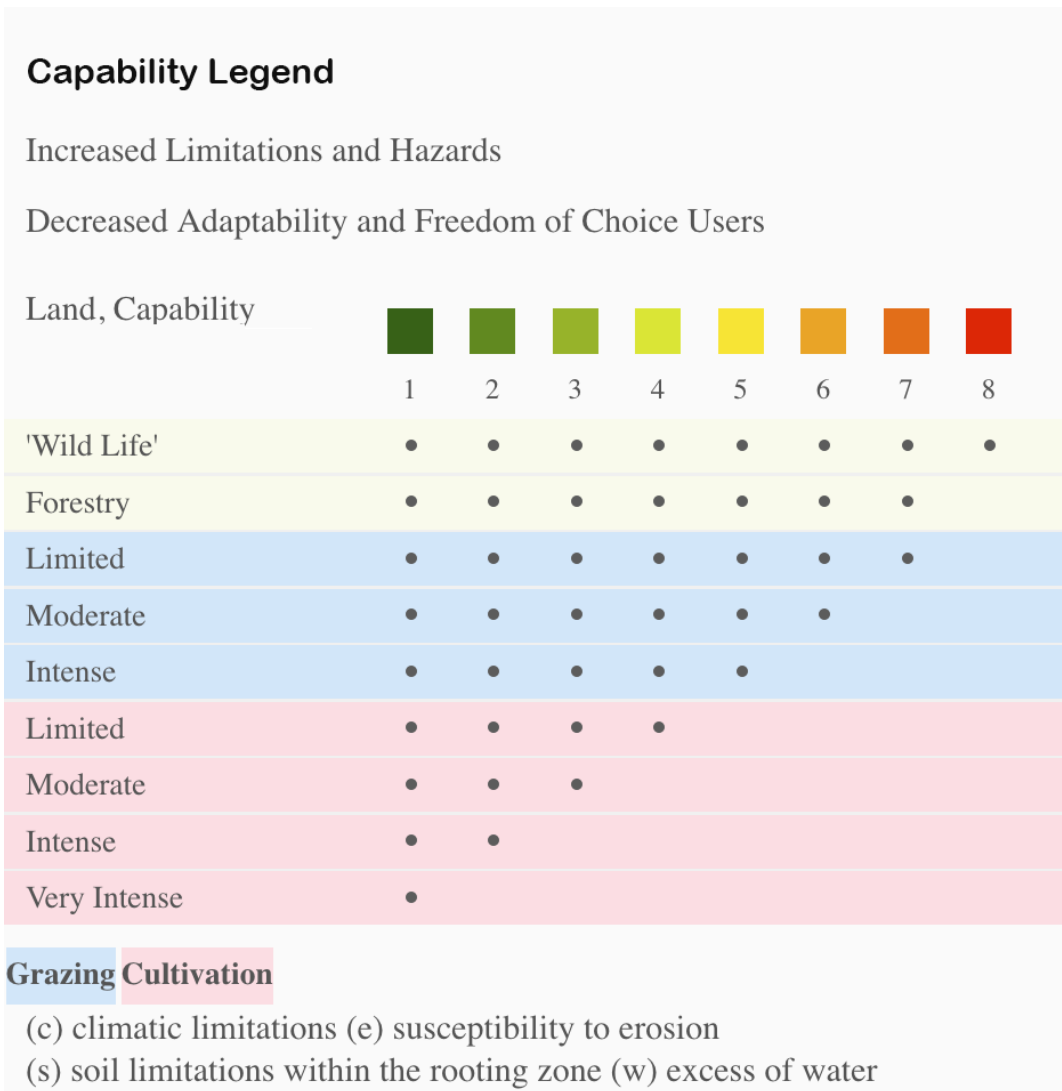 Capability Legend
Increased Limitations and Hazards
Decreased Adaptability and Freedom of Choice Users
Land, Capability
1 2 3 4 5 6 7 8
'Wild Life' • • • • • • • •
Forestry • • • • • • •
Limited • • • • • • •
Moderate • • • • • •
Intense • • • • •
Limited • • • •
Moderate • • •
Intense • •
Very Intense •
Grazing Cultivation
(c) climatic limitations (e) susceptibility to erosion
(s) soil limitations within the rooting zone (w) excess of water